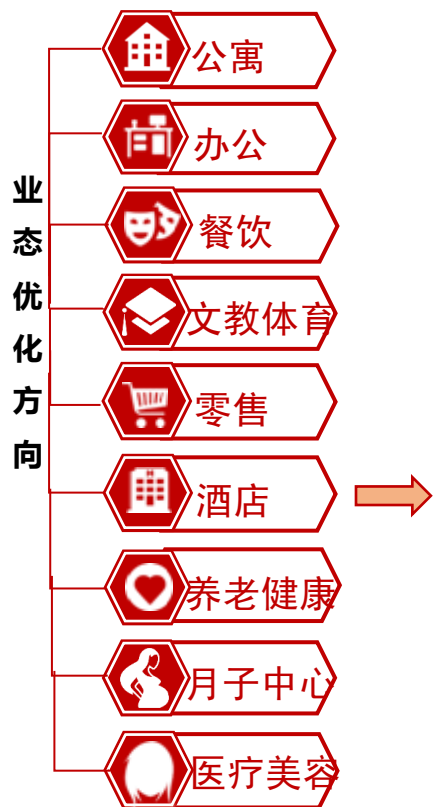 业态优化方向
公寓
办公
餐饮
文教体育
零售
酒店
养老健康
月子中心
医疗美容